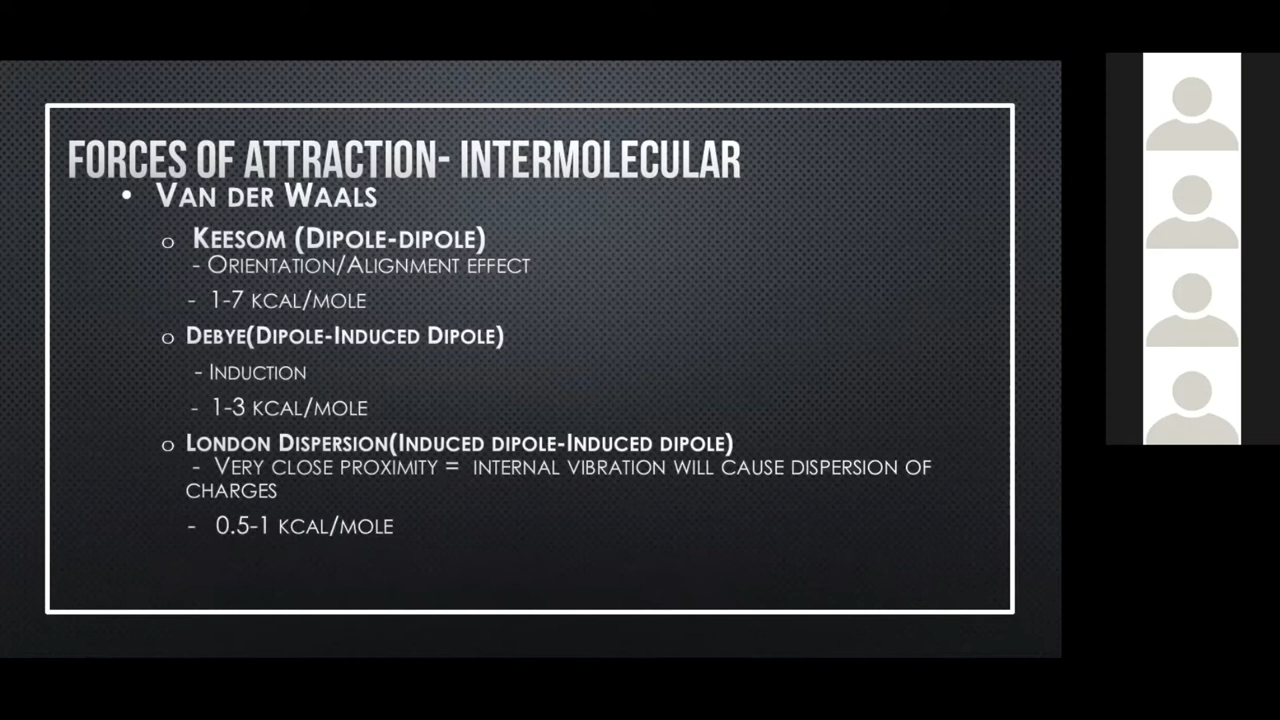 FORCES OF ATTRACTION- INTERMOLECULAR
• VAN DER WAALS
o KEESOM (DIPOLE-DIPOLE)
- ORIENTATION/ALIGNMENT EFFECT
- 1-7 KCAL/MOLE
o DEBYE(DIPOLE-INDUCED DIPOLE)
- INDUCTION
- 1-3 KCAL/MOLE
o LONDON DISPERSION(INDUCED DIPOLE-INDUCED DIPOLE)
- VERY CLOSE PROXIMITY = INTERNAL VIBRATION WILL CAUSE DISPERSION OF
CHARGES
- 0.5-1 KCAL/MOLE